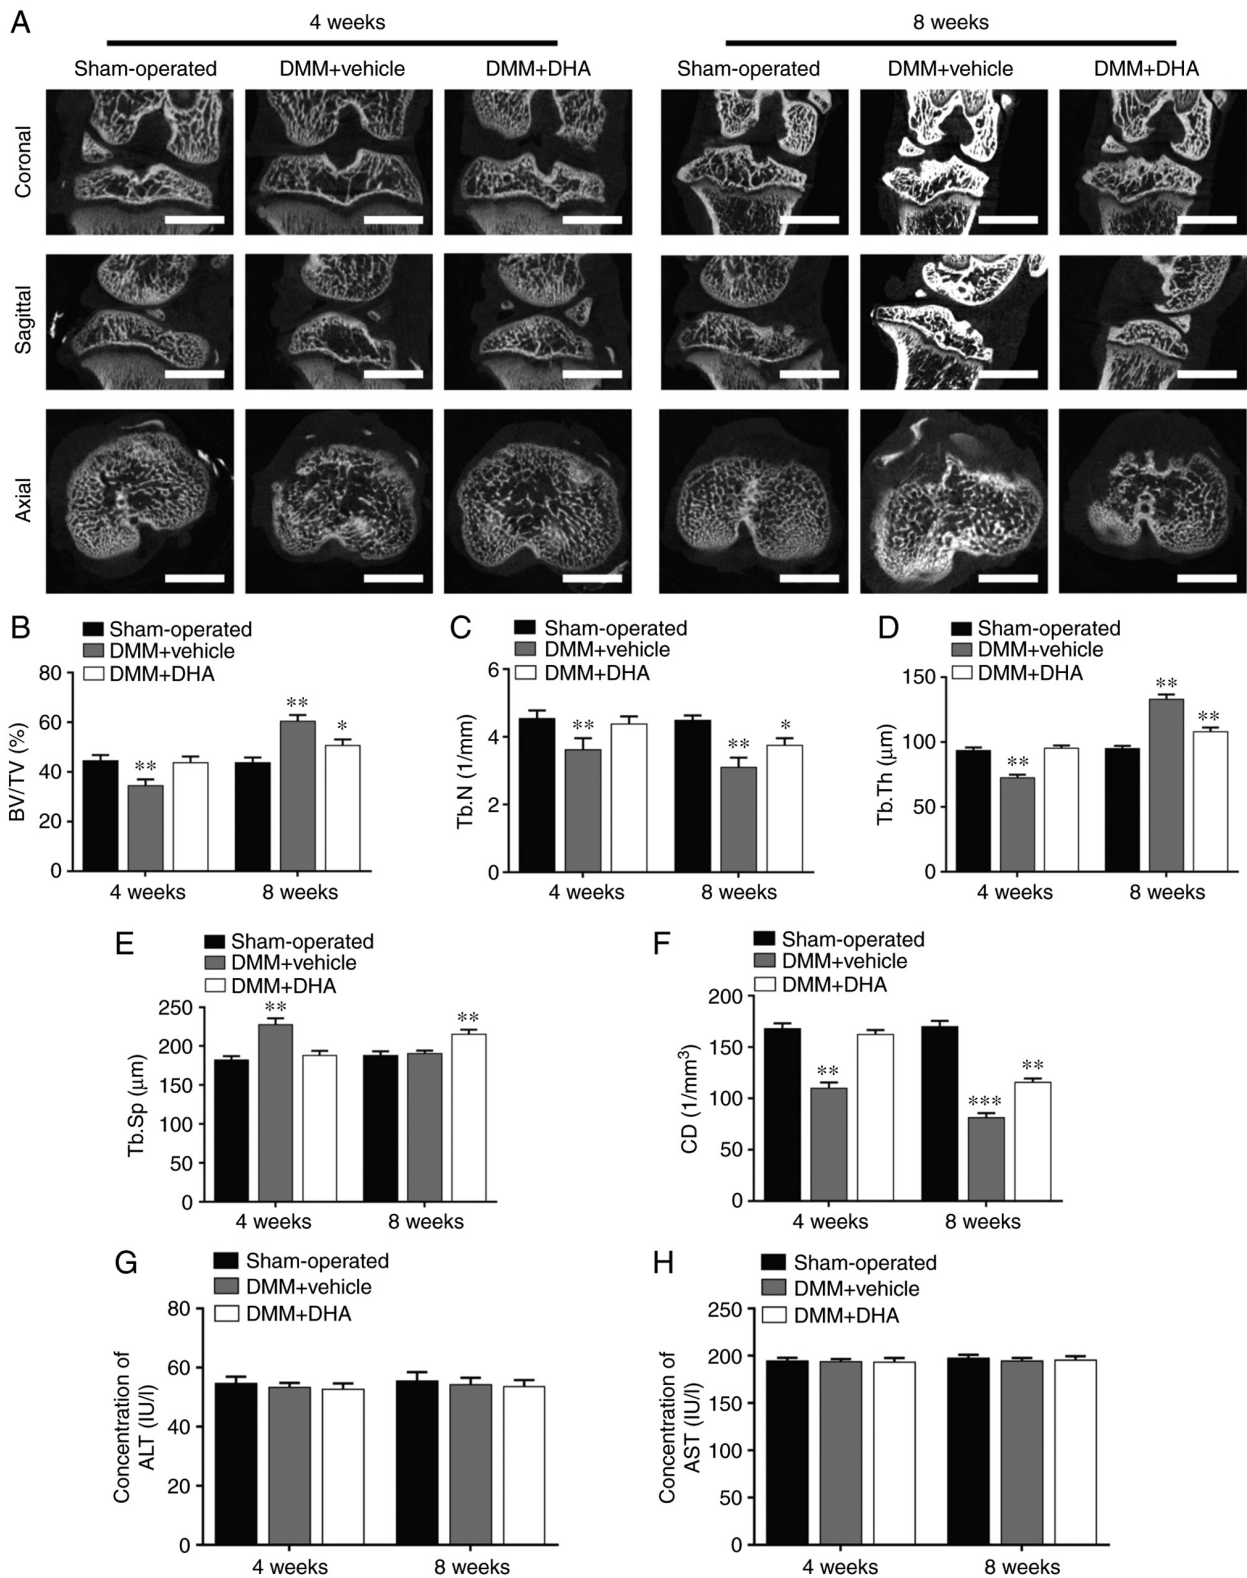 A
4 weeks
8 weeks
Sham-operated
DMM+vehicle
DMM+DHA
Sham-operated
DMM+vehicle
DMM+DHA
Coronal
Sagittal
Axial
B
Sham-operated
DMM+vehicle
DMM+DHA
BV/TV (%)
80
60
40
20
0
**
**
*
4 weeks
8 weeks
C
Sham-operated
DMM+vehicle
DMM+DHA
Tb.N (1/mm)
6
4
2
0
**
**
*
4 weeks
8 weeks
D
Sham-operated
DMM+vehicle
DMM+DHA
Tb.Th (μm)
150
100
50
0
**
**
**
4 weeks
8 weeks
E
Sham-operated
DMM+vehicle
DMM+DHA
Tb.Sp (μm)
250
200
150
100
50
0
**
**
4 weeks
8 weeks
F
Sham-operated
DMM+vehicle
DMM+DHA
CD (1/mm³)
200
150
100
50
0
**
***
**
4 weeks
8 weeks
G
Sham-operated
DMM+vehicle
DMM+DHA
Concentration of
ALT (IU/l)
80
60
40
20
0
4 weeks
8 weeks
H
Sham-operated
DMM+vehicle
DMM+DHA
Concentration of
AST (IU/l)
250
200
150
100
50
0
4 weeks
8 weeks